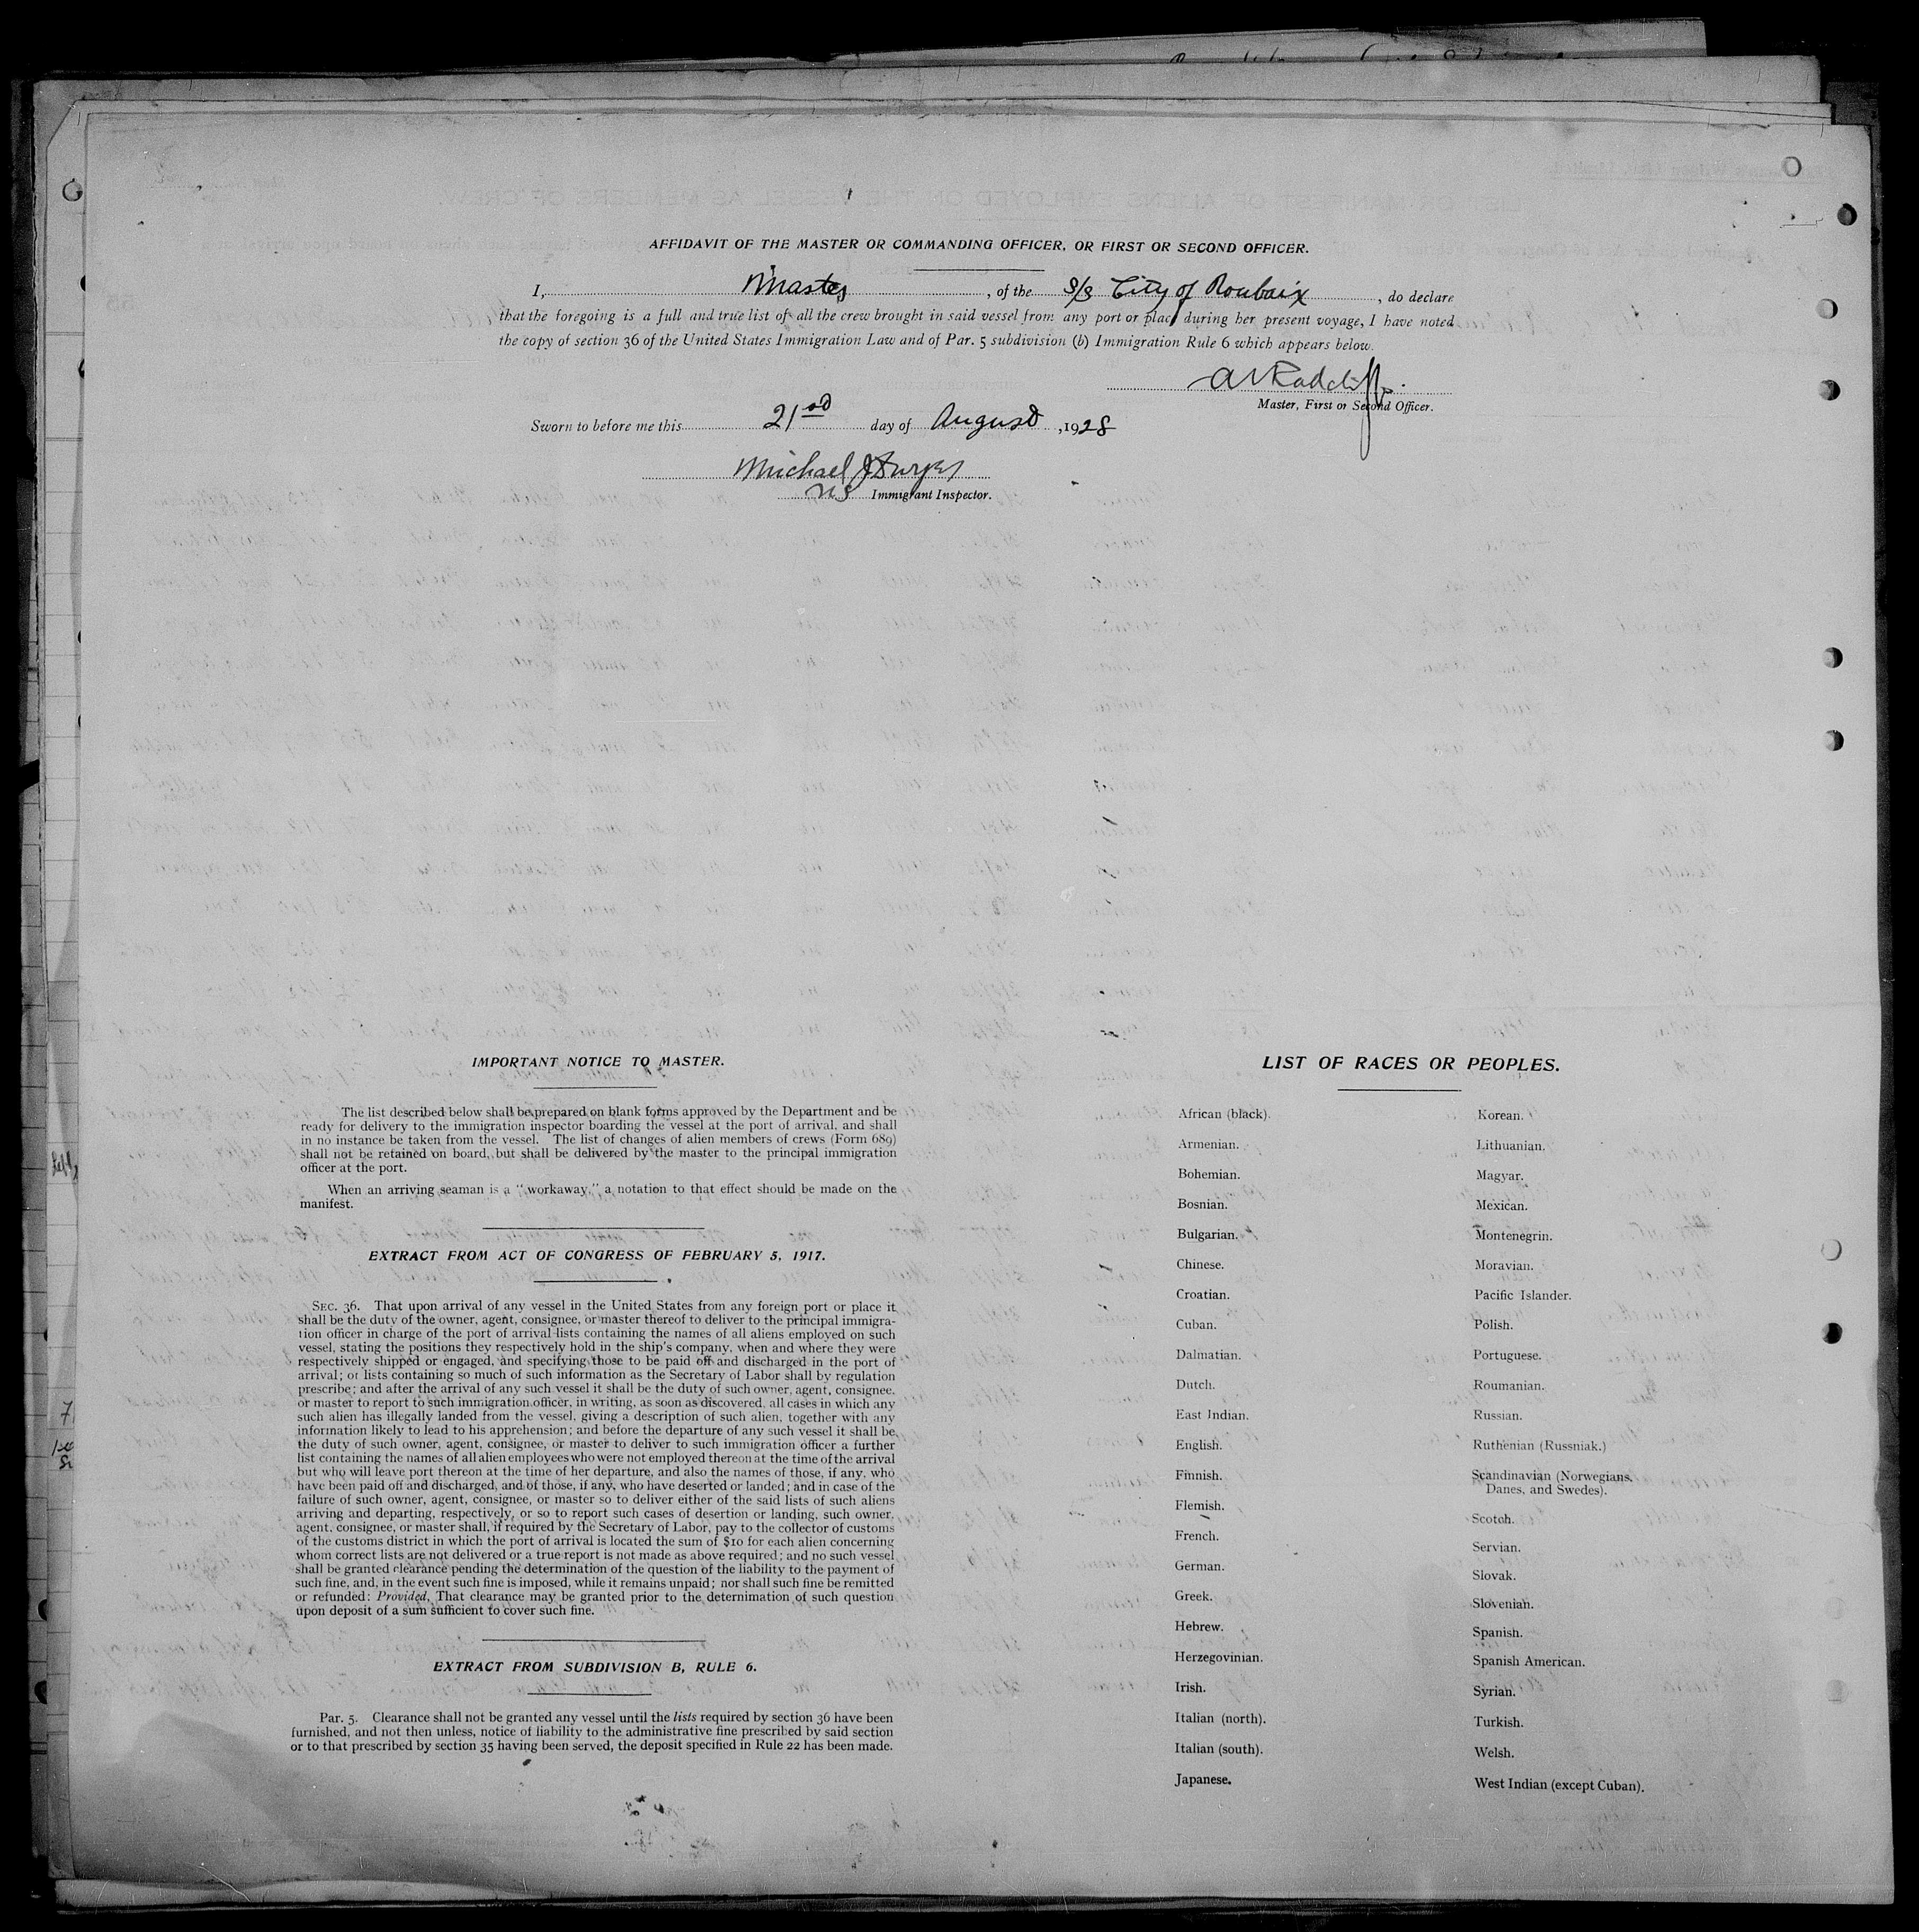 AFFIDAVIT OF THE MASTER OR COMMANDING OFFICER, OR FIRST OR SECOND OFFICER.
I, Master, of the S/S City of Roubaix, do declare
that the foregoing is a full and true list of all the crew brought in said vessel from any port or place during her present voyage, I have noted
the copy of section 36 of the United States Immigration Law and of Par. 5 subdivision (b) Immigration Rule 6 which appears below.
Radcliffe.
Master, First or Second Officer.
Sworn to before me this 21st day of August, 1928
Michael J
Immigrant Inspector.
IMPORTANT NOTICE TO MASTER.
The list described below shall be prepared on blank forms approved by the Department and be
ready for delivery to the immigration inspector boarding the vessel at the port of arrival, and shall
in no instance be taken from the vessel. The list of changes of alien members of crews (Form 689)
shall not be retained on board, but shall be delivered by the master to the principal immigration
officer at the port.
When an arriving seaman is a "workaway," a notation to that effect should be made on the
manifest.
EXTRACT FROM ACT OF CONGRESS OF FEBRUARY 5, 1917.
SEC. 36. That upon arrival of any vessel in the United States from any foreign port or place it
shall be the duty of the owner, agent, consignee, or master thereof to deliver to the principal immigra-
tion officer in charge of the port of arrival lists containing the names of all aliens employed on such
vessel, stating the positions they respectively hold in the ship's company, when and where they were
respectively shipped or engaged, and specifying those to be paid off and discharged in the port of
arrival; or lists containing so much of such information as the Secretary of Labor shall by regulation
prescribe; and after the arrival of any such vessel it shall be the duty of such owner, agent, consignee,
or master to report to such immigration officer, in writing, as soon as discovered, all cases in which any
such alien has illegally landed from the vessel, giving a description of such alien, together with any
information likely to lead to his apprehension; and before the departure of any such vessel it shall be
the duty of such owner, agent, consignee, or master to deliver to such immigration officer a further
list containing the names of all alien employees who were not employed thereon at the time of the arrival
but who will leave port thereon at the time of her departure, and also the names of those, if any, who
have been paid off and discharged, and of those, if any, who have deserted or landed; and in case of the
failure of such owner, agent, consignee, or master so to deliver either of the said lists of such aliens
arriving and departing, respectively, or so to report such cases of desertion or landing, such owner,
agent, consignee, or master shall, if required by the Secretary of Labor, pay to the collector of customs
of the customs district in which the port of arrival is located the sum of $10 for each alien concerning
whom correct lists are not delivered or a true report is not made as above required; and no such vessel
shall be granted clearance pending the determination of the question of the liability to the payment of
such fine, and, in the event such fine is imposed, while it remains unpaid; nor shall such fine be remitted
or refunded: Provided, That clearance may be granted prior to the deternimation of such question
upon deposit of a sum sufficient to cover such fine.
EXTRACT FROM SUBDIVISION B, RULE 6.
Par. 5. Clearance shall not be granted any vessel until the lists required by section 36 have been
furnished, and not then unless, notice of liability to the administrative fine prescribed by said section
or to that prescribed by section 35 having been served, the deposit specified in Rule 22 has been made.
LIST OF RACES OR PEOPLES.
African (black).
Armenian.
Bohemian.
Bosnian.
Bulgarian.
Chinese.
Croatian.
Cuban.
Dalmatian.
Dutch.
East Indian.
English.
Finnish.
Flemish.
French.
German.
Greek.
Hebrew.
Herzegovinian.
Irish.
Italian (north).
Italian (south).
Japanese.
Korean.
Lithuanian.
Magyar.
Mexican.
Montenegrin.
Moravian.
Pacific Islander.
Polish.
Portuguese.
Roumanian.
Russian.
Ruthenian (Russniak.)
Scandinavian (Norwegians,
Danes, and Swedes).
Scotch.
Servian.
Slovak.
Slovenian.
Spanish.
Spanish American.
Syrian.
Turkish.
Welsh.
West Indian (except Cuban).